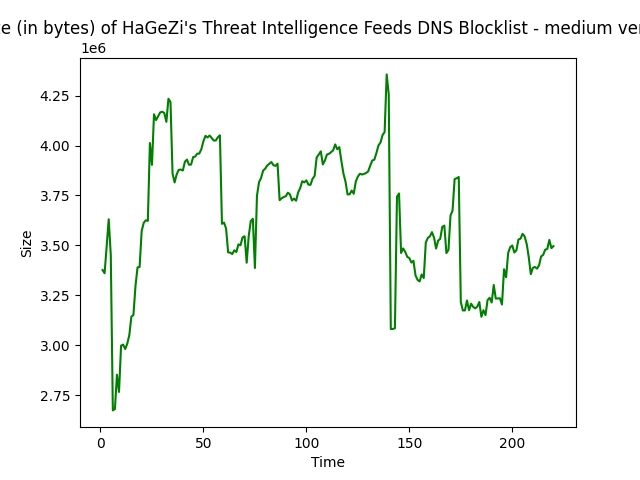 (in bytes) of HaGeZi's Threat Intelligence Feeds DNS Blocklist - medium
1e6
4.25
4.00
3.75
3.50
3.25
3.00
2.75
Size
0 50 100 150 200
Time